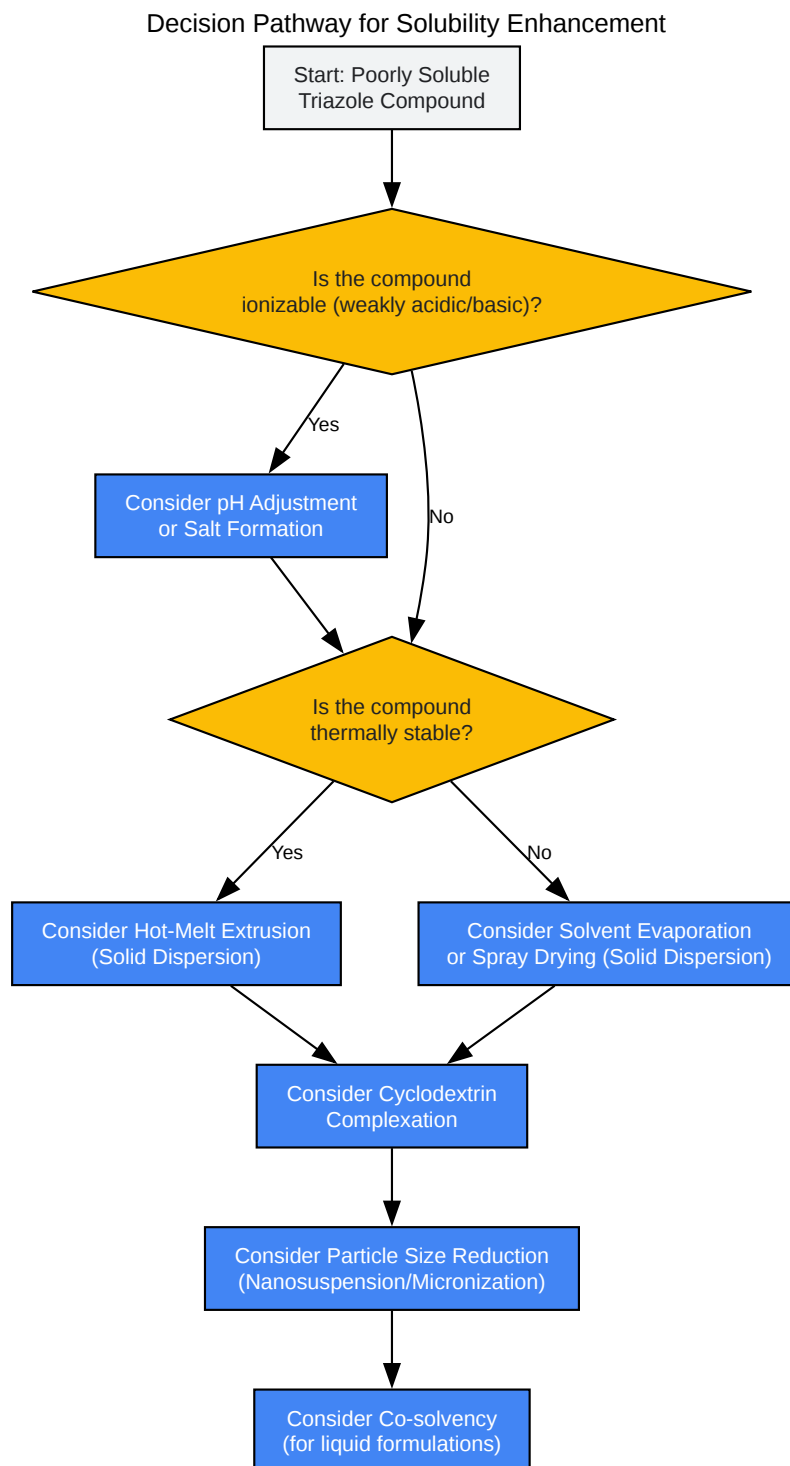 Decision Pathway for Solubility Enhancement
Start: Poorly Soluble
Triazole Compound
Is the compound
ionizable (weakly acidic/basic)?
Yes
Consider pH Adjustment
or Salt Formation
No
Is the compound
thermally stable?
Yes
No
Consider Hot-Melt Extrusion
(Solid Dispersion)
Consider Solvent Evaporation
or Spray Drying (Solid Dispersion)
Consider Cyclodextrin
Complexation
Consider Particle Size Reduction
(Nanosuspension/Micronization)
Consider Co-solvency
(for liquid formulations)